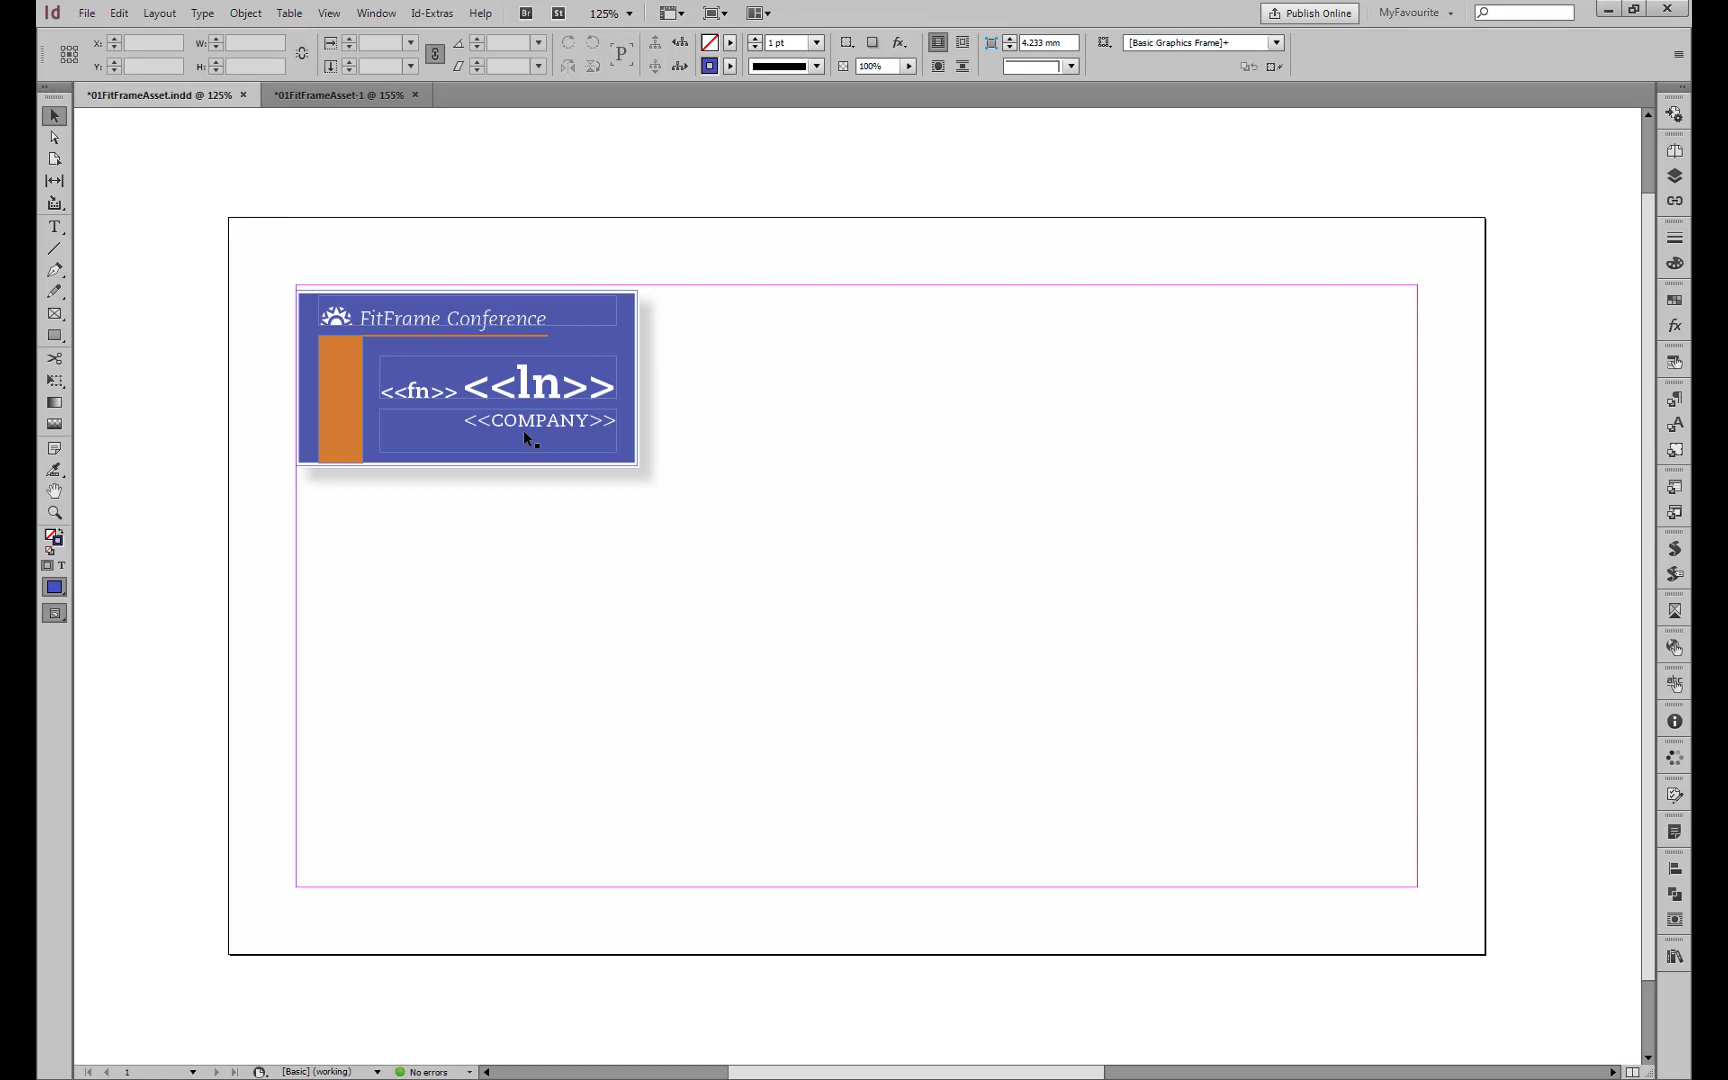 Id File Edit Layout Type Object Table View Window Id-Extras Help Br St 125% Publish Online MyFavourite
X: W: 1 pt 4.233 mm [Basic Graphics Frame]+
Y: H: P 100%
*01FitFrameAsset.indd @ 125% × *01FitFrameAsset-1 @ 155% ×
FitFrame Conference
<<fn>> <<ln>>
<<COMPANY>>
1 [Basic] (working) No errors